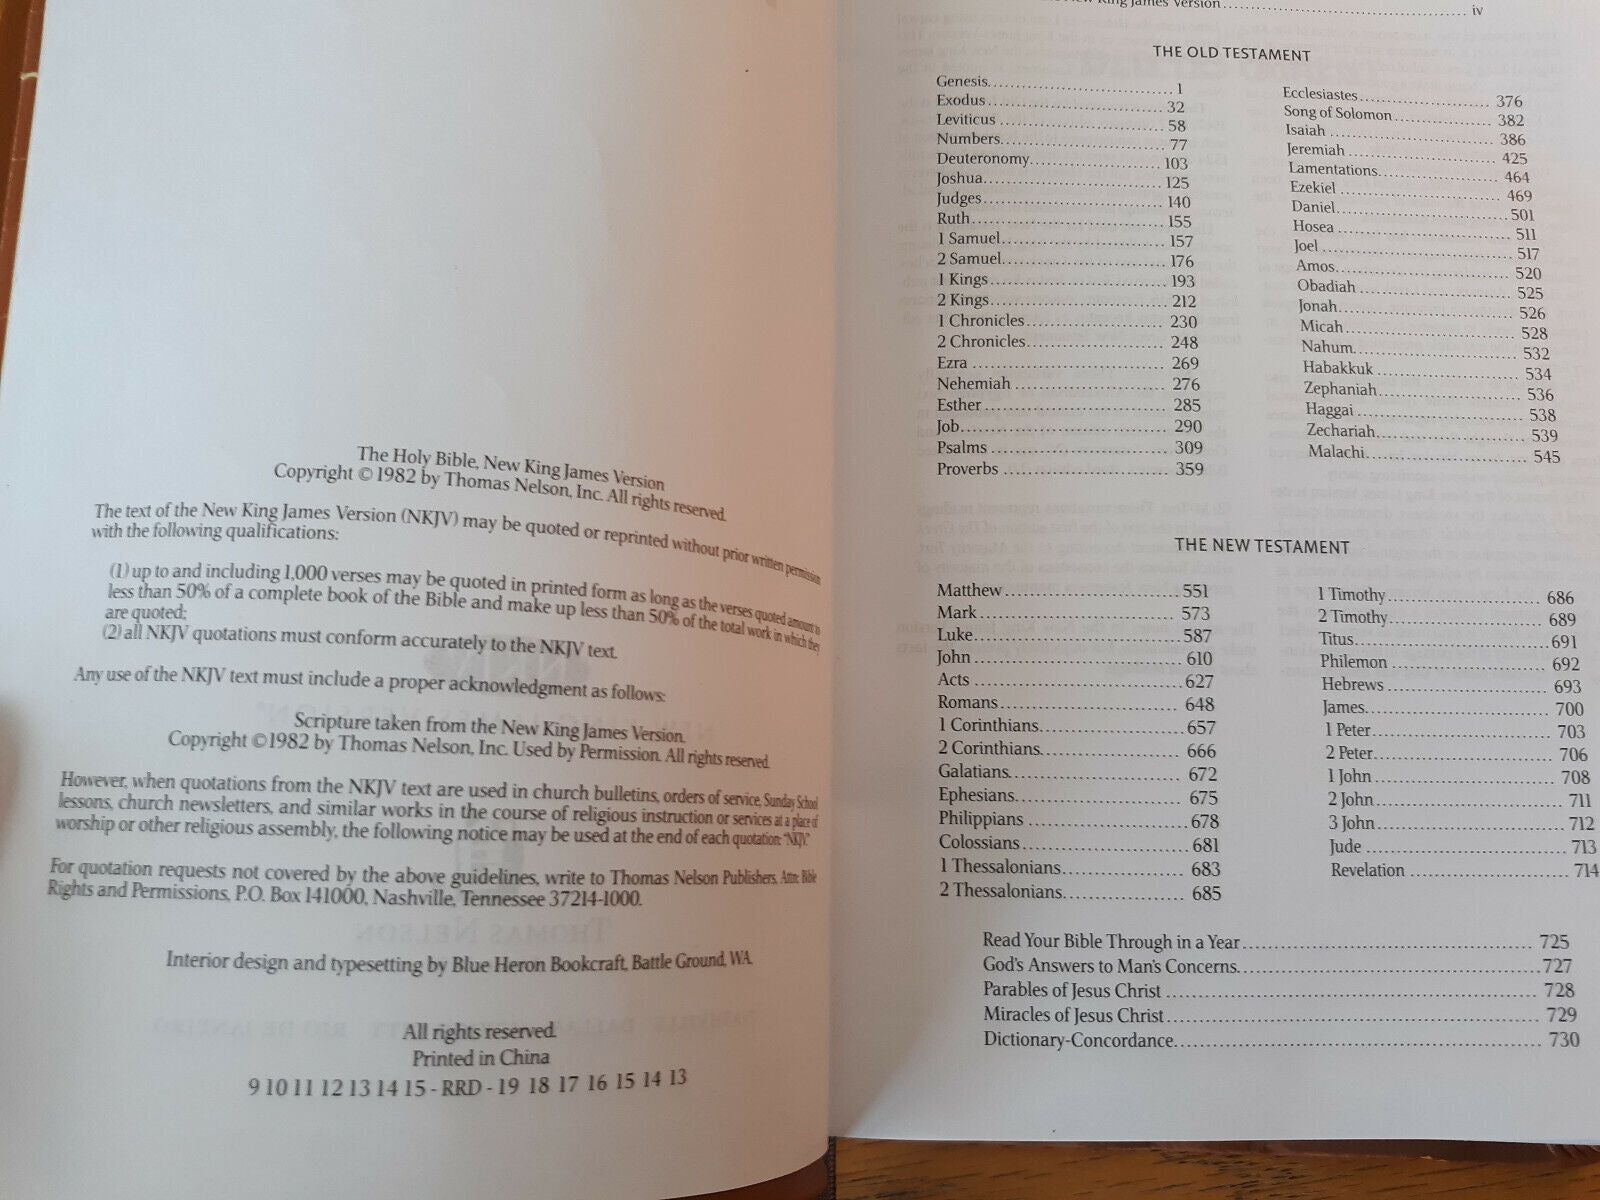 The Holy Bible, New King James Version
Copyright © 1982 by Thomas Nelson, Inc. All rights reserved.
The text of the New King James Version (NKJV) may be quoted or reprinted without prior written permission
with the following qualifications:
(1) up to and including 1,000 verses may be quoted in printed form as long as the verses quoted amount to
less than 50% of a complete book of the Bible and make up less than 50% of the total work in which they
are quoted;
(2) all NKJV quotations must conform accurately to the NKJV text.
Any use of the NKJV text must include a proper acknowledgment as follows:
Scripture taken from the New King James Version.
Copyright ©1982 by Thomas Nelson, Inc. Used by Permission. All rights reserved.
However, when quotations from the NKJV text are used in church bulletins, orders of service, Sunday School
lessons, church newsletters, and similar works in the course of religious instruction or services at a place of
worship or other religious assembly, the following notice may be used at the end of each quotation: "NKJV."
For quotation requests not covered by the above guidelines, write to Thomas Nelson Publishers, Attn: Bible
Rights and Permissions, P.O. Box 141000, Nashville, Tennessee 37214-1000.
Interior design and typesetting by Blue Heron Bookcraft, Battle Ground, WA.
All rights reserved.
Printed in China
9 10 11 12 13 14 15 - RRD - 19 18 17 16 15 14 13
New King James Version iv
THE OLD TESTAMENT
Genesis 1
Exodus 32
Leviticus 58
Numbers 77
Deuteronomy 103
Joshua 125
Judges 140
Ruth 155
1 Samuel 157
2 Samuel 176
1 Kings 193
2 Kings 212
1 Chronicles 230
2 Chronicles 248
Ezra 269
Nehemiah 276
Esther 285
Job 290
Psalms 309
Proverbs 359
Ecclesiastes 376
Song of Solomon 382
Isaiah 386
Jeremiah 425
Lamentations 464
Ezekiel 469
Daniel 501
Hosea 511
Joel 517
Amos 520
Obadiah 525
Jonah 526
Micah 528
Nahum 532
Habakkuk 534
Zephaniah 536
Haggai 538
Zechariah 539
Malachi 545
THE NEW TESTAMENT
Matthew 551
Mark 573
Luke 587
John 610
Acts 627
Romans 648
1 Corinthians 657
2 Corinthians 666
Galatians 672
Ephesians 675
Philippians 678
Colossians 681
1 Thessalonians 683
2 Thessalonians 685
1 Timothy 686
2 Timothy 689
Titus 691
Philemon 692
Hebrews 693
James 700
1 Peter 703
2 Peter 706
1 John 708
2 John 711
3 John 712
Jude 713
Revelation 714
Read Your Bible Through in a Year 725
God's Answers to Man's Concerns 727
Parables of Jesus Christ 728
Miracles of Jesus Christ 729
Dictionary-Concordance 730